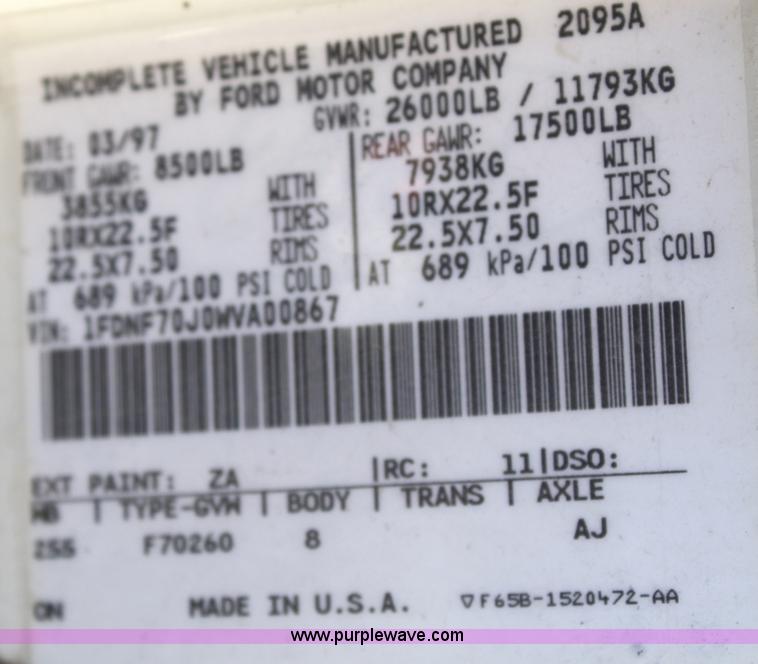 INCOMPLETE VEHICLE MANUFACTURED 2095A
BY FORD MOTOR COMPANY
GVWR: 26000LB / 11793KG
DATE: 03/97
FRONT GAWR: 8500LB
3855KG WITH
10RX22.5F TIRES
22.5X7.50 RIMS
AT 689 kPa/100 PSI COLD
REAR GAWR: 17500LB
7938KG WITH
10RX22.5F TIRES
22.5X7.50 RIMS
AT 689 kPa/100 PSI COLD
VIN: 1FDNF70J0WVA00867
EXT PAINT: ZA |RC: 11|DSO:
WB | TYPE-GVW | BODY | TRANS | AXLE
255 F70260 8 AJ
ON MADE IN U.S.A. ▽F65B-1520472-AA
www.purplewave.com